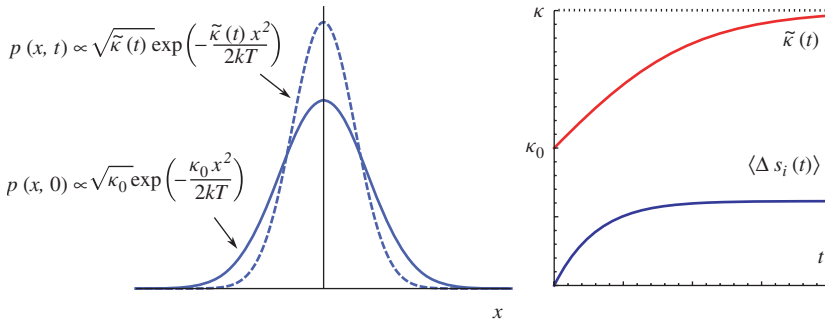 p (x, t) ∝ √κ̃ (t) exp(−κ̃ (t) x²/2kT)
p (x, 0) ∝ √κ₀ exp(−κ₀ x²/2kT)
x
κ
κ̃ (t)
κ₀
⟨Δ sᵢ (t)⟩
t